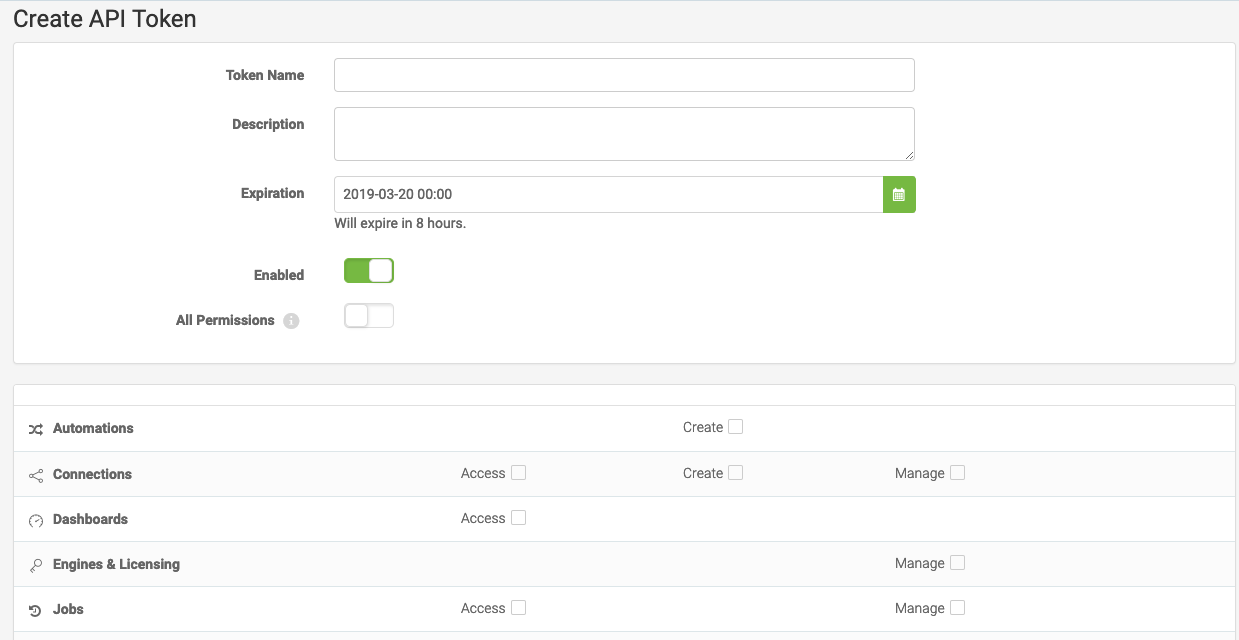 Create API Token
Token Name
Description
Expiration 2019-03-20 00:00
Will expire in 8 hours.
Enabled
All Permissions
Automations Create
Connections Access Create Manage
Dashboards Access
Engines & Licensing Manage
Jobs Access Manage